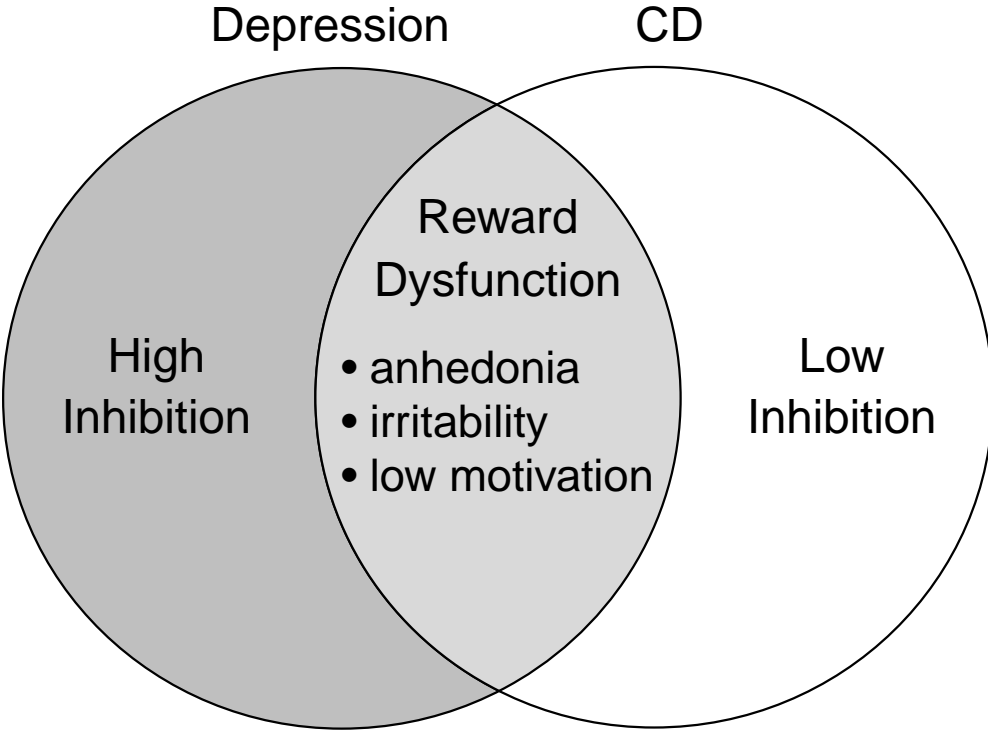 Depression
CD
Reward
Dysfunction
High
Inhibition
• anhedonia
• irritability
• low motivation
Low
Inhibition